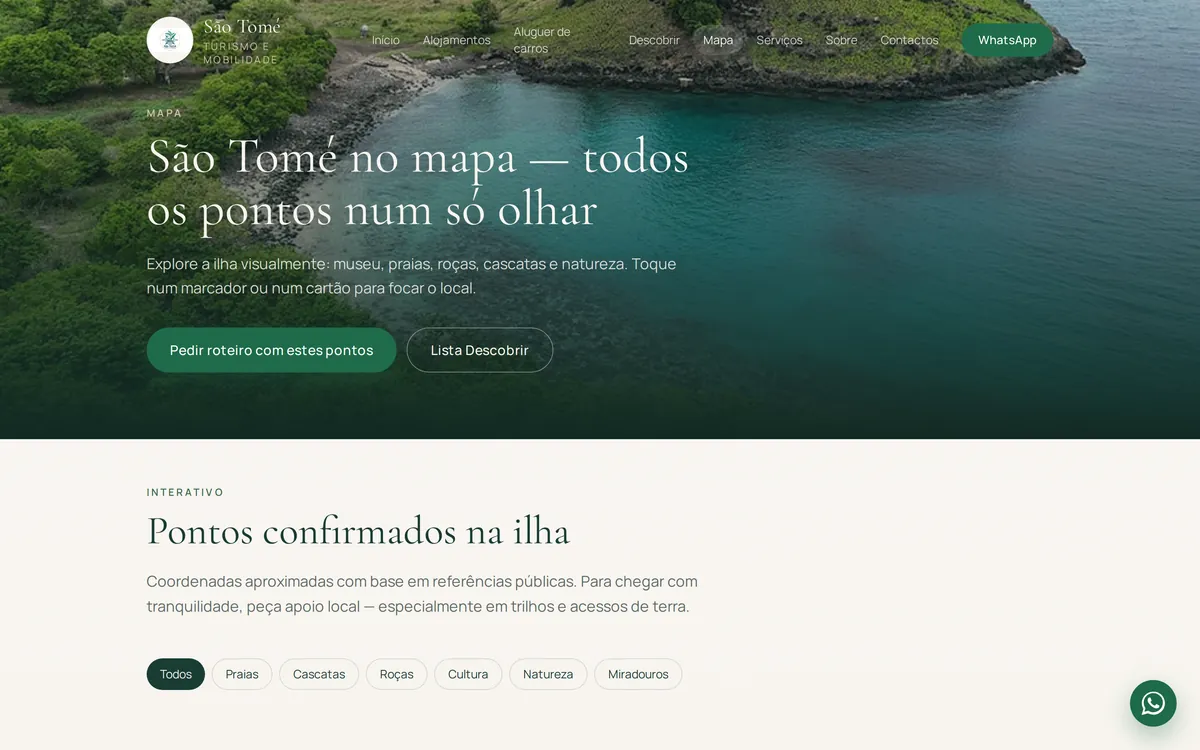 São Tomé
TURISMO E
MOBILIDADE
Início
Alojamentos
Aluguer de
carros
Descobrir
Mapa
Serviços
Sobre
Contactos
WhatsApp
MAPA
São Tomé no mapa — todos
os pontos num só olhar
Explore a ilha visualmente: museu, praias, roças, cascatas e natureza. Toque
num marcador ou num cartão para focar o local.
Pedir roteiro com estes pontos
Lista Descobrir
INTERATIVO
Pontos confirmados na ilha
Coordenadas aproximadas com base em referências públicas. Para chegar com
tranquilidade, peça apoio local — especialmente em trilhos e acessos de terra.
Todos
Praias
Cascatas
Roças
Cultura
Natureza
Miradouros